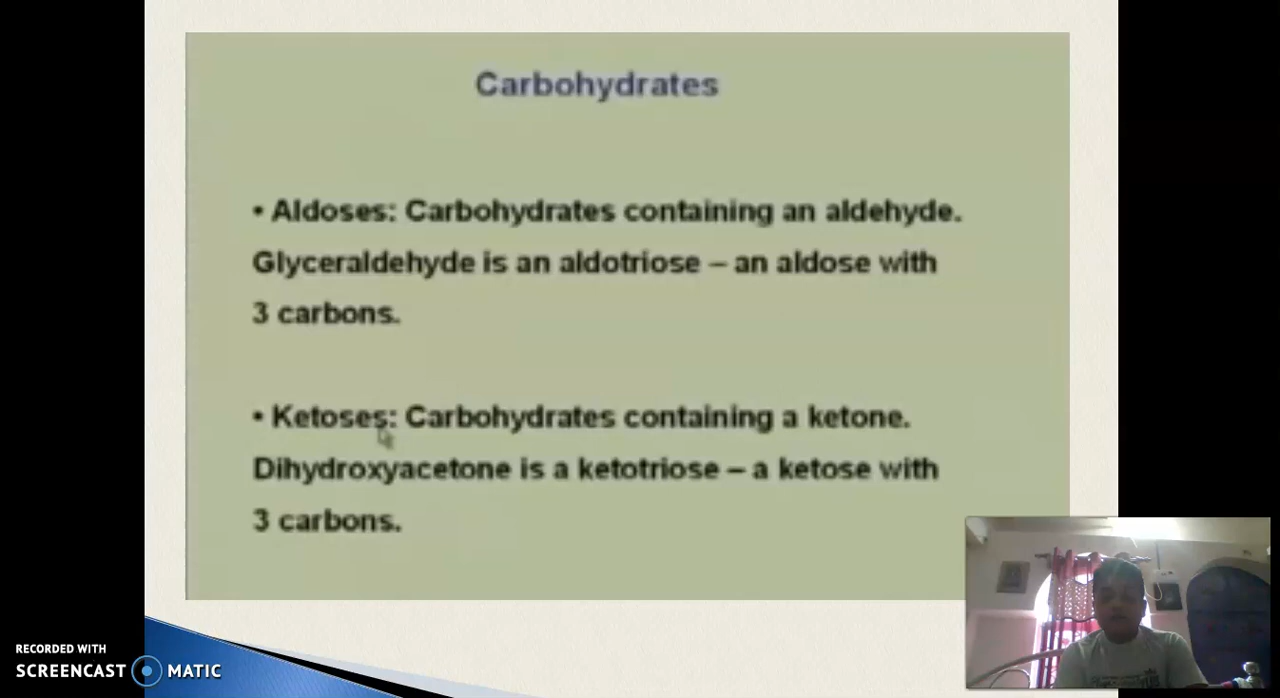 Carbohydrates
• Aldoses: Carbohydrates containing an aldehyde.
Glyceraldehyde is an aldotriose – an aldose with
3 carbons.
• Ketoses: Carbohydrates containing a ketone.
Dihydroxyacetone is a ketotriose – a ketose with
3 carbons.
RECORDED WITH
SCREENCAST MATIC